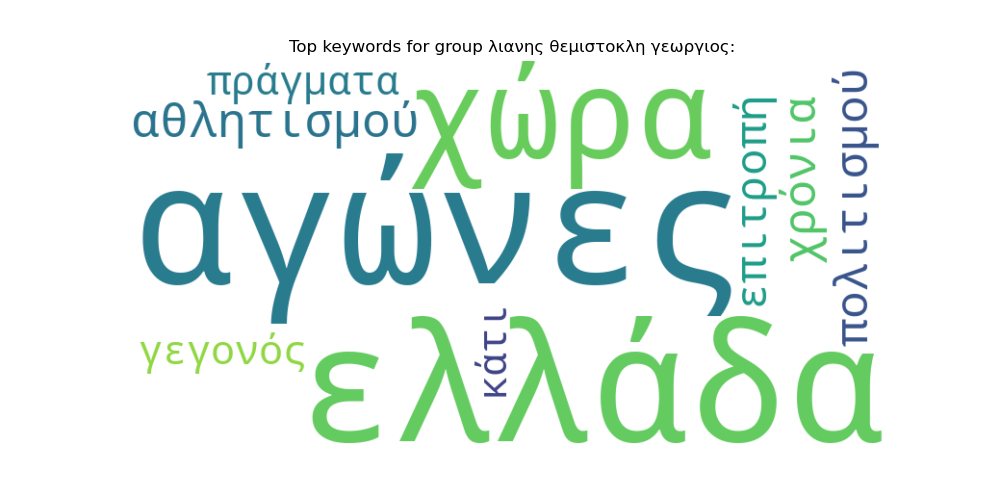 Top keywords for group λιανης θεμιστοκλη γεωργιος:
πράγματα
αθλητισμού
χώρα
αγώνες
επιτροπή
χρόνια
πολιτισμού
γεγονός
κάτι
ελλάδα